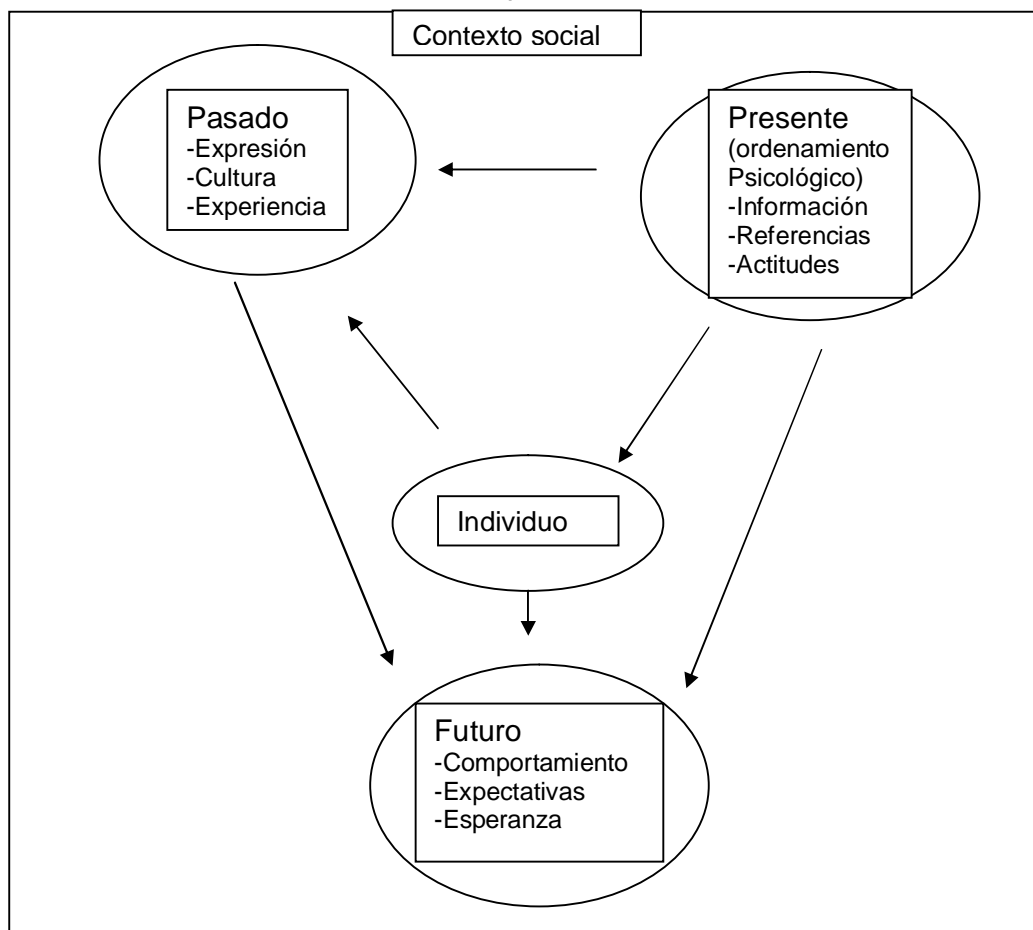 Contexto social
Pasado
-Expresión
-Cultura
-Experiencia
Presente
(ordenamiento
Psicológico)
-Información
-Referencias
-Actitudes
Individuo
Futuro
-Comportamiento
-Expectativas
-Esperanza